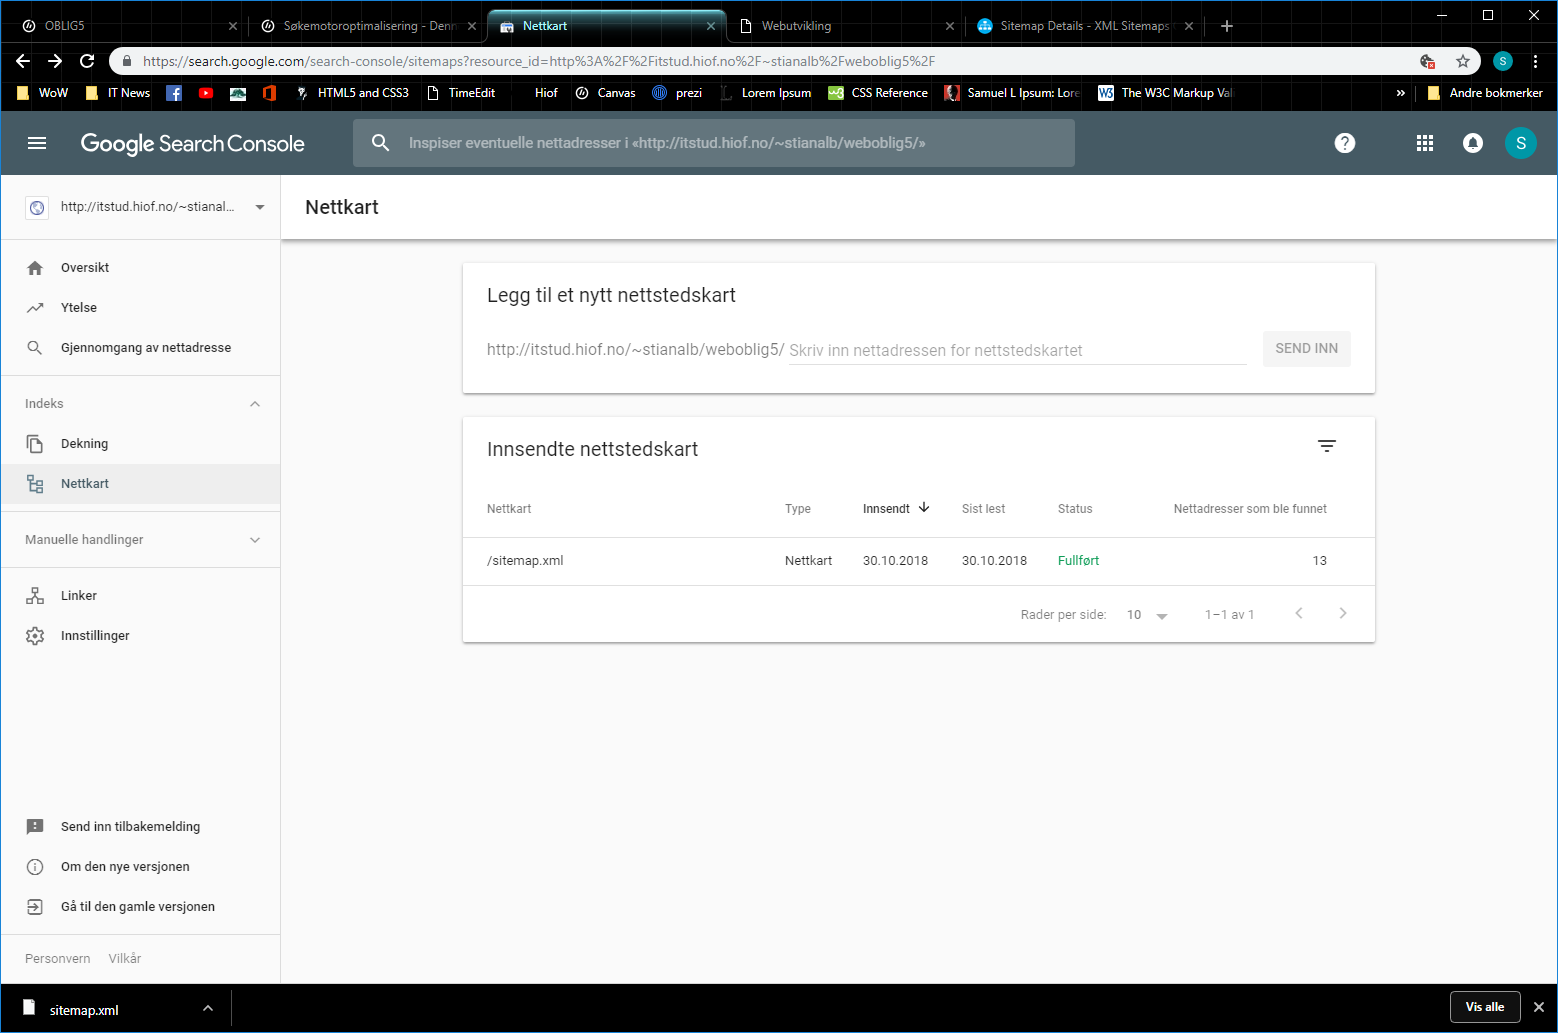 OBLIG5
Søkemotoroptimalisering - Denn
Nettkart
Webutvikling
Sitemap Details - XML Sitemaps
https://search.google.com/search-console/sitemaps?resource_id=http%3A%2F%2Fitstud.hiof.no%2F~stianalb%2Fweboblig5%2F
S
WoW
IT News
HTML5 and CSS3
TimeEdit
Hiof
Canvas
prezi
Lorem Ipsum
CSS Reference
Samuel L Ipsum: Lore
W3
The W3C Markup Vali
»
Andre bokmerker
Google Search Console
Inspiser eventuelle nettadresser i «http://itstud.hiof.no/~stianalb/weboblig5/»
S
http://itstud.hiof.no/~stianal...
Nettkart
Oversikt
Ytelse
Gjennomgang av nettadresse
Indeks
Dekning
Nettkart
Manuelle handlinger
Linker
Innstillinger
Send inn tilbakemelding
Om den nye versjonen
Gå til den gamle versjonen
Personvern Vilkår
Legg til et nytt nettstedskart
http://itstud.hiof.no/~stianalb/weboblig5/ Skriv inn nettadressen for nettstedskartet
SEND INN
Innsendte nettstedskart
Nettkart Type Innsendt Sist lest Status Nettadresser som ble funnet
/sitemap.xml Nettkart 30.10.2018 30.10.2018 Fullført 13
Rader per side: 10 1–1 av 1
sitemap.xml
Vis alle